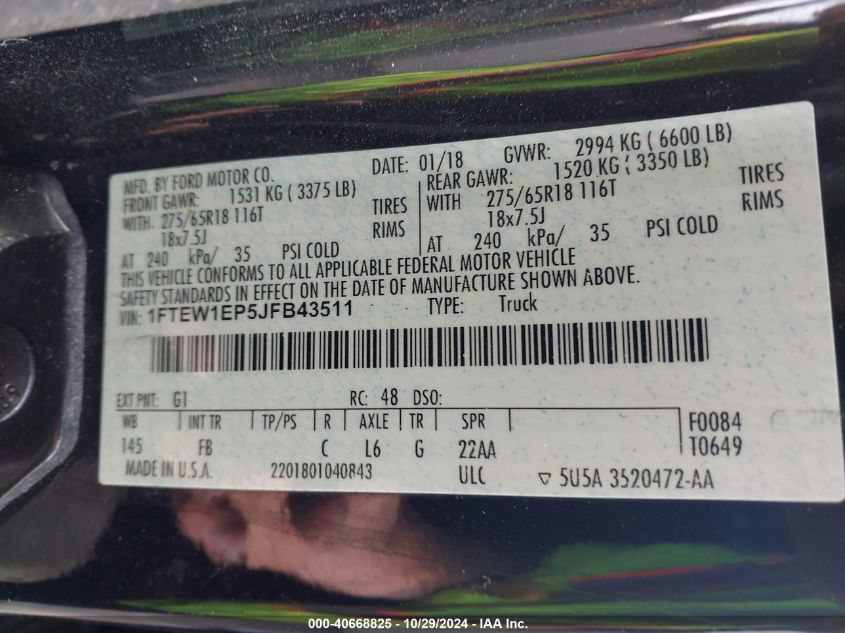 MFD. BY FORD MOTOR CO.
DATE: 01/18 GVWR: 2994 KG ( 6600 LB)
FRONT GAWR: 1531 KG ( 3375 LB)
REAR GAWR: 1520 KG ( 3350 LB)
WITH 275/65R18 116T TIRES
WITH 275/65R18 116T TIRES
18x7.5J RIMS
18x7.5J RIMS
AT 240 kPa/ 35 PSI COLD
AT 240 kPa/ 35 PSI COLD
THIS VEHICLE CONFORMS TO ALL APPLICABLE FEDERAL MOTOR VEHICLE
SAFETY STANDARDS IN EFFECT ON THE DATE OF MANUFACTURE SHOWN ABOVE.
VIN: 1FTEW1EP5JFB43511 TYPE: Truck
EXT PNT: G1 RC: 48 DSO:
WB INT TR TP/PS R AXLE TR SPR F0084
145 FB C L6 G 22AA T0649
MADE IN U.S.A. 2201801040843 ULC ▽ 5U5A 3520472-AA
000-40668825 - 10/29/2024 - IAA Inc.